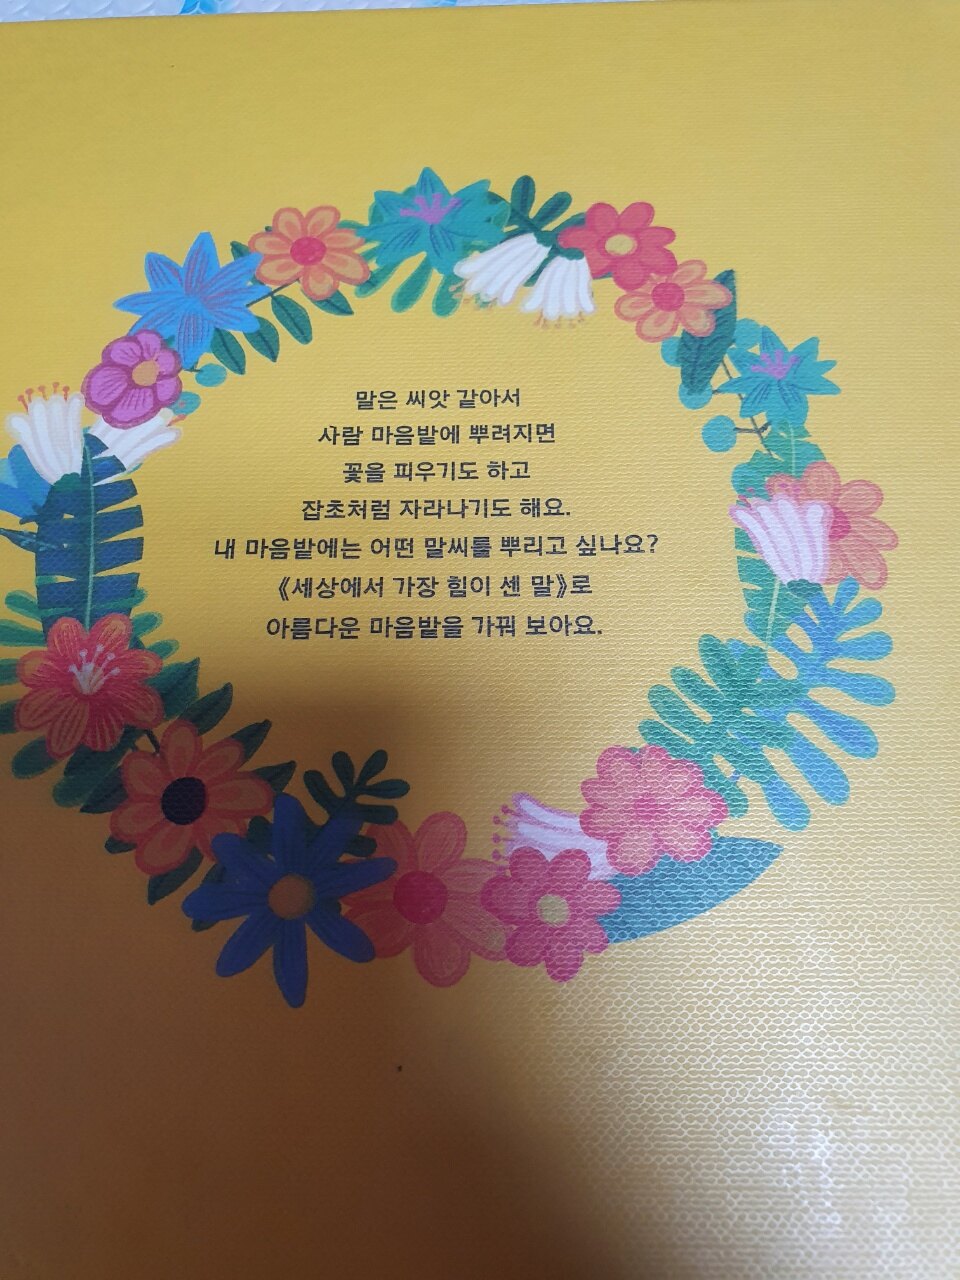 말은 씨앗 같아서
사람 마음밭에 뿌려지면
꽃을 피우기도 하고
잡초처럼 자라나기도 해요.
내 마음밭에는 어떤 말씨를 뿌리고 싶나요?
《세상에서 가장 힘이 센 말》로
아름다운 마음밭을 가꿔 보아요.